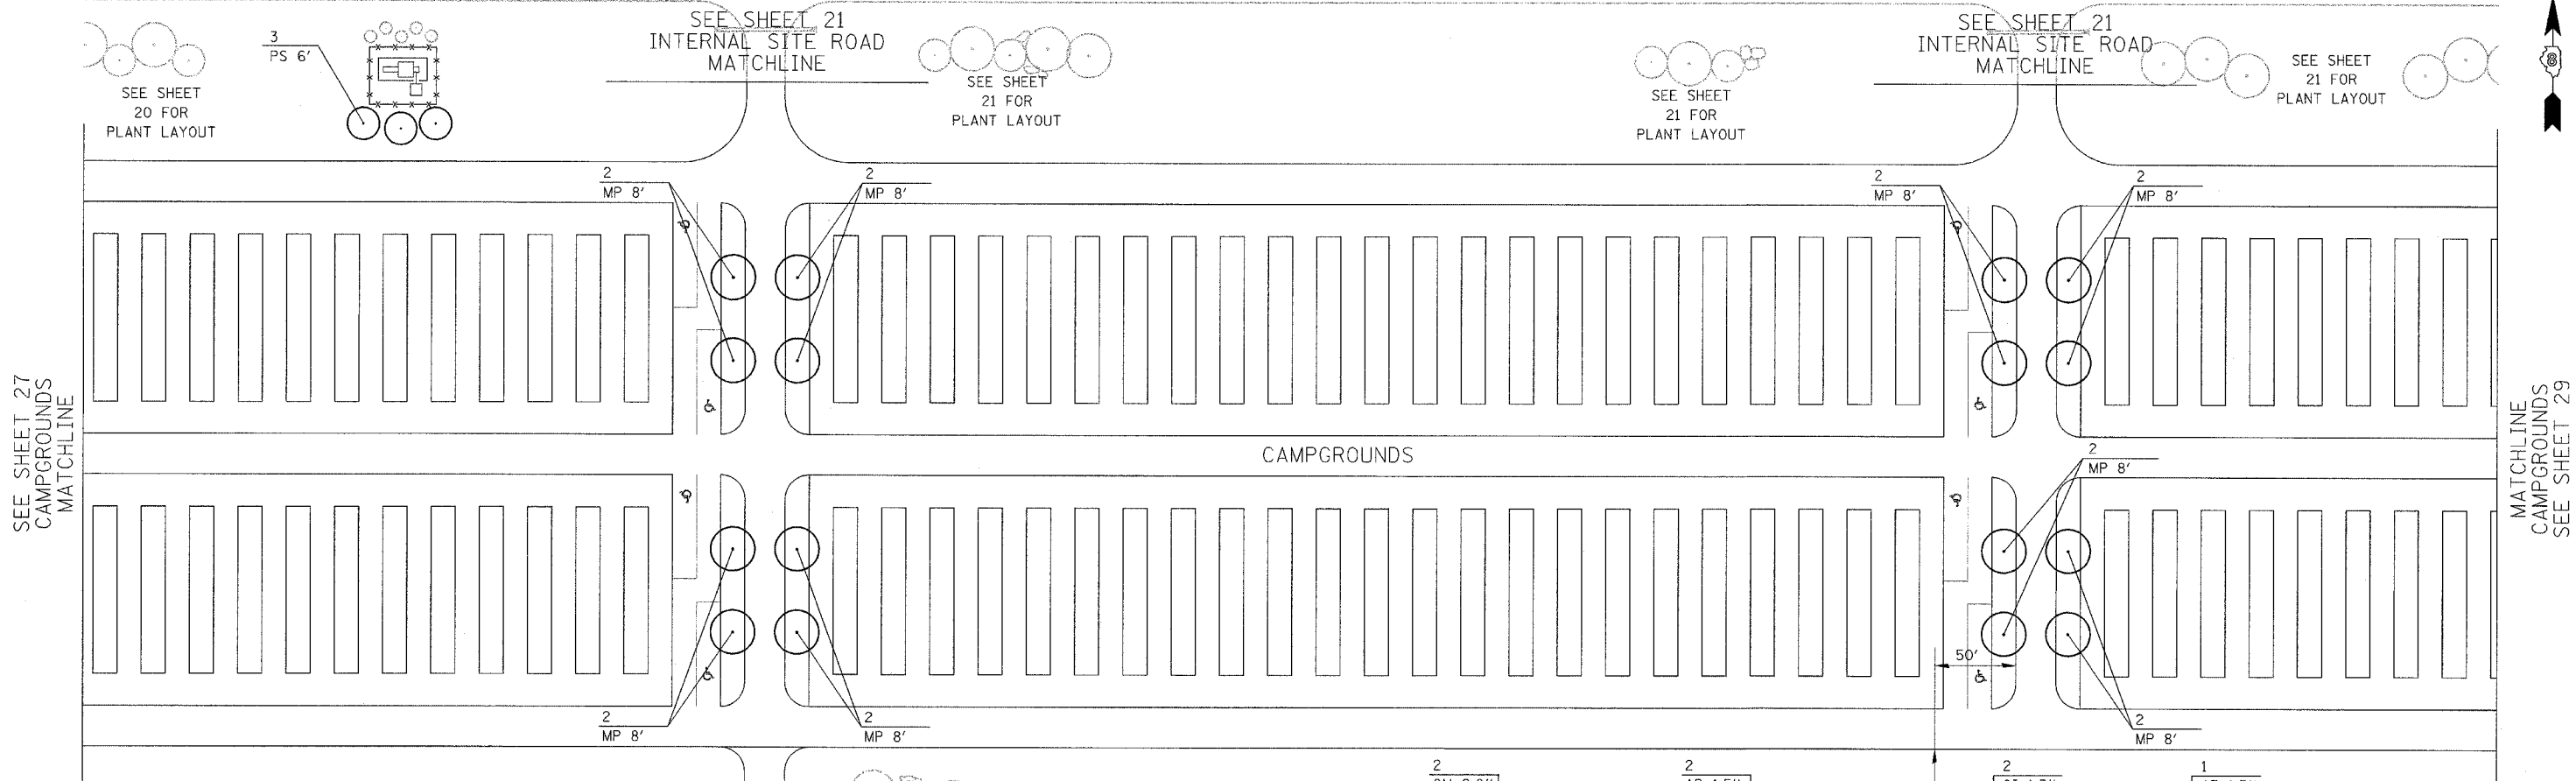 SEE SHEET 21
INTERNAL SITE ROAD
MATCHLINE
SEE SHEET 21
INTERNAL SITE ROAD
MATCHLINE
3
PS 6'
SEE SHEET
20 FOR
PLANT LAYOUT
SEE SHEET
21 FOR
PLANT LAYOUT
SEE SHEET
21 FOR
PLANT LAYOUT
SEE SHEET
21 FOR
PLANT LAYOUT
8
2
MP 8'
2
MP 8'
2
MP 8'
2
MP 8'
SEE SHEET 27
CAMPGROUNDS
MATCHLINE
CAMPGROUNDS
2
MP 8'
MATCHLINE
CAMPGROUNDS
SEE SHEET 29
50'
2
MP 8'
2
MP 8'
2
MP 8'
2
2
2
1